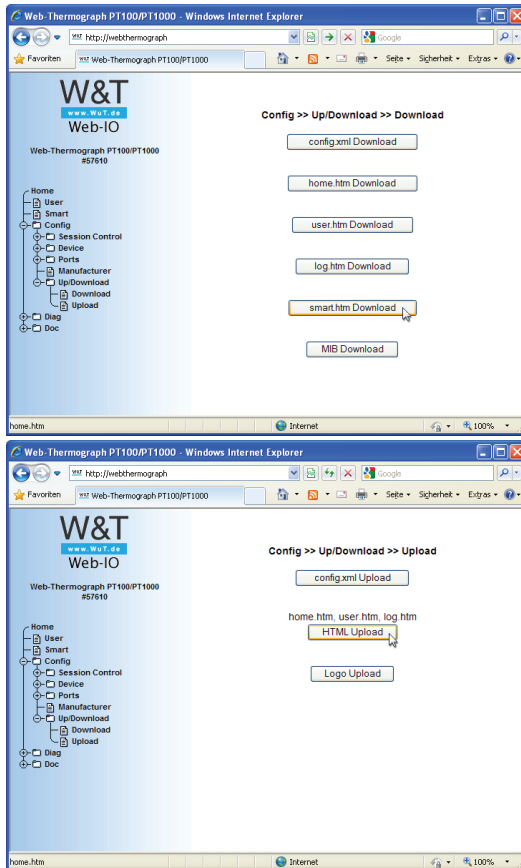 Web-Thermograph PT100/PT1000 - Windows Internet Explorer
W&T http://webthermograph
Google
Favoriten
W&T Web-Thermograph PT100/PT1000
Seite
Sicherheit
Extras
W&T
www.WuT.de
Web-IO
Web-Thermograph PT100/PT1000
#57610
Home
User
Smart
Config
Session Control
Device
Ports
Manufacturer
Up/Download
Download
Upload
Diag
Doc
Config >> Up/Download >> Download
config.xml Download
home.htm Download
user.htm Download
log.htm Download
smart.htm Download
MIB Download
home.htm
Internet
100%
Web-Thermograph PT100/PT1000 - Windows Internet Explorer
W&T http://webthermograph
Google
Favoriten
W&T Web-Thermograph PT100/PT1000
Seite
Sicherheit
Extras
W&T
www.WuT.de
Web-IO
Web-Thermograph PT100/PT1000
#57610
Home
User
Smart
Config
Session Control
Device
Ports
Manufacturer
Up/Download
Download
Upload
Diag
Doc
Config >> Up/Download >> Upload
config.xml Upload
home.htm, user.htm, log.htm
HTML Upload
Logo Upload
home.htm
Internet
100%